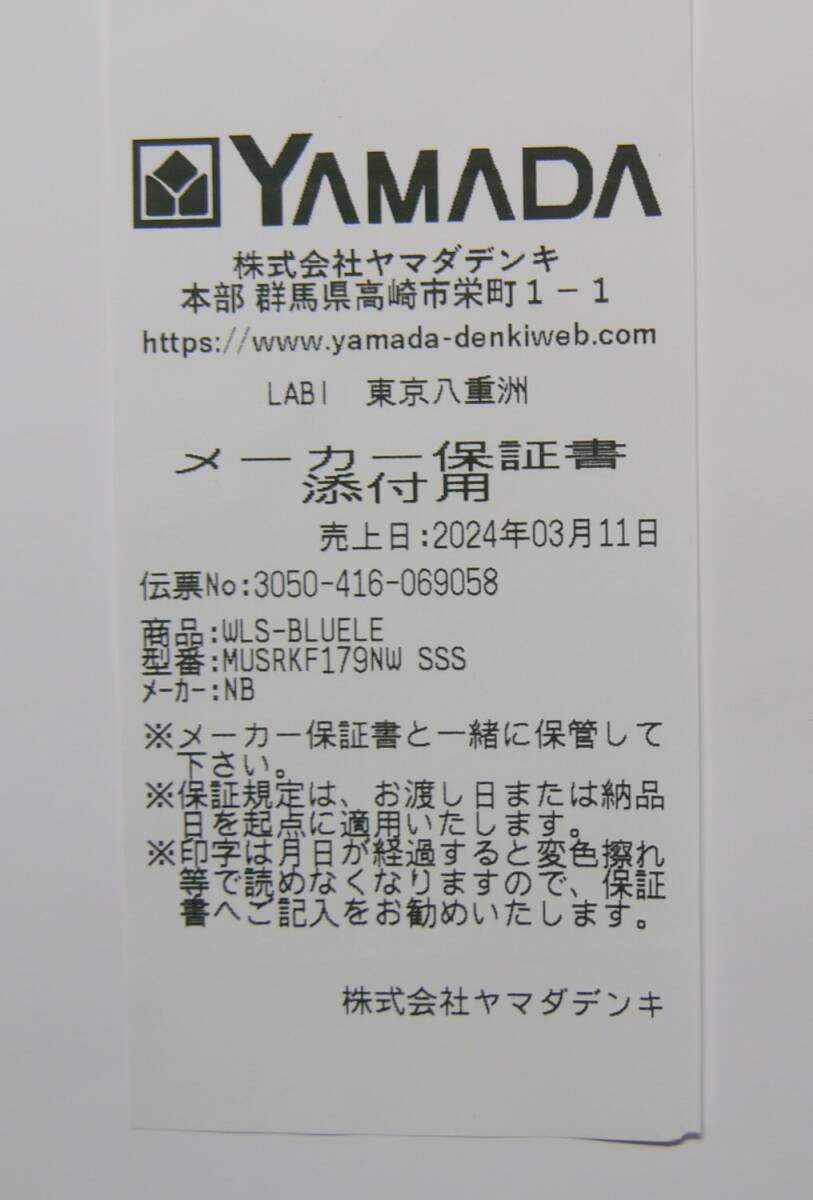 YAMADA
株式会社ヤマダデンキ
本部 群馬県高崎市栄町1-1
https://www.yamada-denkiweb.com
LABI 東京八重洲
メーカー保証書
添付用
売上日:2024年03月11日
伝票No:3050-416-069058
商品:WLS-BLUELE
型番:MUSRKF179NW SSS
メーカー:NB
※メーカー保証書と一緒に保管して
下さい。
※保証規定は、お渡し日または納品
日を起点に適用いたします。
※印字は月日が経過すると変色擦れ
等で読めなくなりますので、保証
書へご記入をお勧めいたします。
株式会社ヤマダデンキ